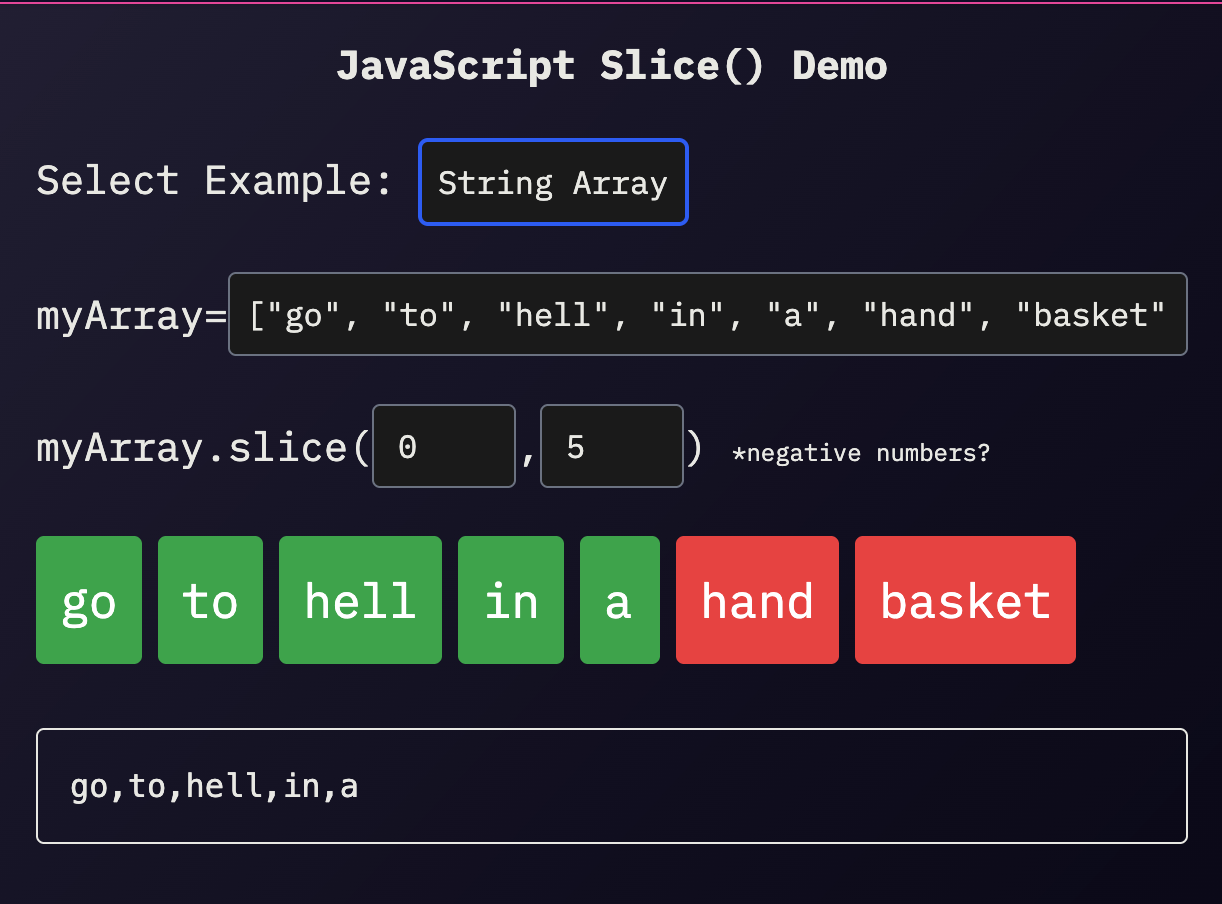 JavaScript Slice() Demo
Select Example: String Array
myArray=["go", "to", "hell", "in", "a", "hand", "basket"
myArray.slice(0,5) *negative numbers?
go to hell in a hand basket
go,to,hell,in,a